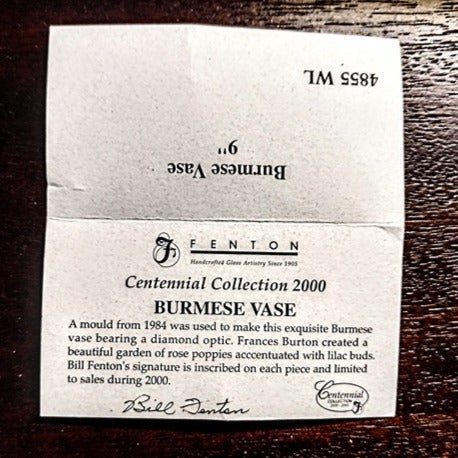 4855 WL
Burmese Vase
9"
FENTON
Handcrafted Glass Artistry Since 1905
Centennial Collection 2000
BURMESE VASE
A mould from 1984 was used to make this exquisite Burmese
vase bearing a diamond optic. Frances Burton created a
beautiful garden of rose poppies acccentuated with lilac buds.
Bill Fenton's signature is inscribed on each piece and limited
to sales during 2000.
Bill Fenton
Centennial
COLLECTION